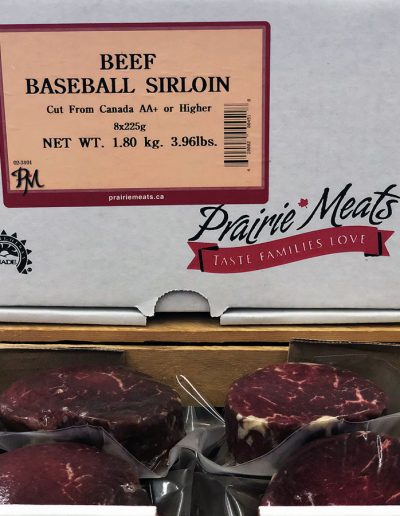 BEEF
BASEBALL SIRLOIN
Cut From Canada AA+ or Higher
8x225g
NET WT. 1.80 kg. 3.96lbs.
PM
prairiemeats.ca
Prairie Meats
TASTE FAMILIES LOVE